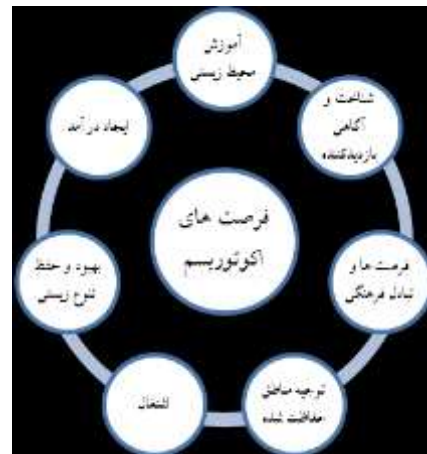 آموزش
محیط زیستی
شناخت و
آگاهی
بازدیدکننده
فرصت ها و
تبادل فرهنگی
توجیه مناطق
حفاظت شده
اشتغال
بهبود و حفظ
تنوع زیستی
ایجاد درآمد
فرصت های
اکوتوریسم